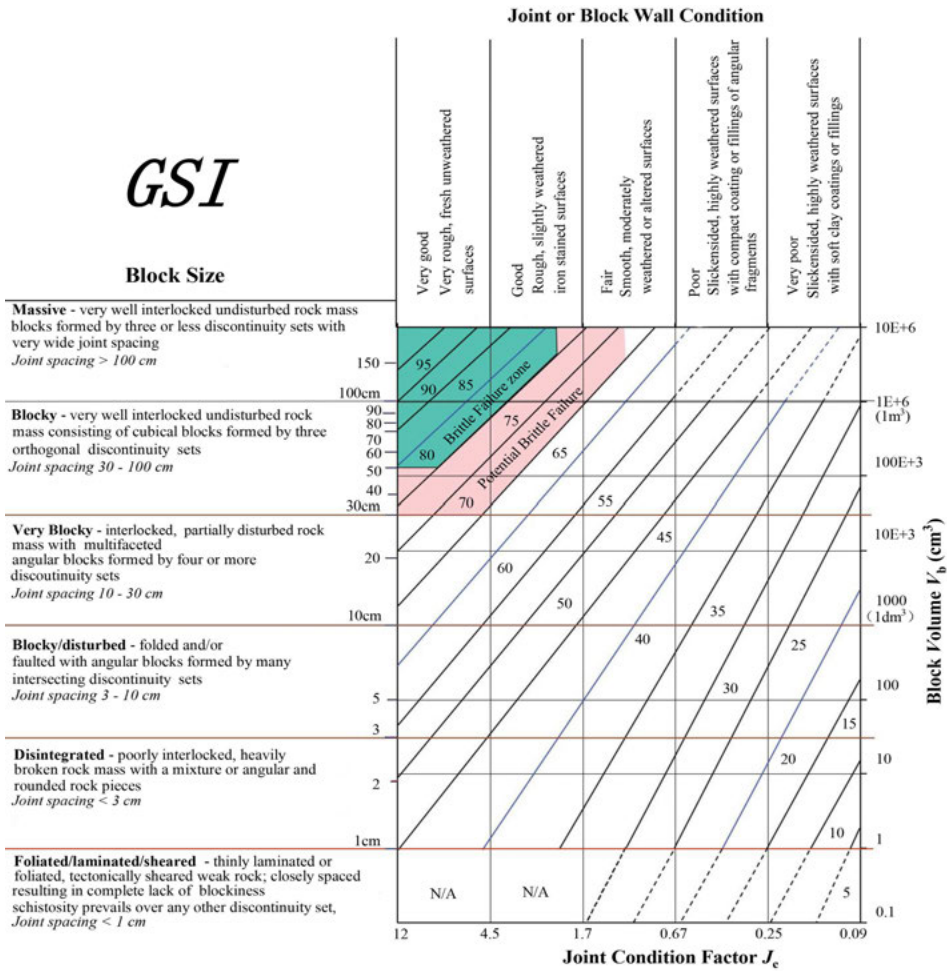 Joint or Block Wall Condition
GSI
Block Size
Very good
Very rough, fresh unweathered
surfaces
Good
Rough, slightly weathered
iron stained surfaces
Fair
Smooth, moderately
weathered or altered surfaces
Poor
Slickensided, highly weathered surfaces
with compact coating or fillings of angular
fragments
Very poor
Slickensided, highly weathered surfaces
with soft clay coatings or fillings
Massive - very well interlocked undisturbed rock mass
blocks formed by three or less discontinuity sets with
very wide joint spacing
Joint spacing > 100 cm
Blocky - very well interlocked undisturbed rock
mass consisting of cubical blocks formed by three
orthogonal discontinuity sets
Joint spacing 30 - 100 cm
Very Blocky - interlocked, partially disturbed rock
mass with multifaceted
angular blocks formed by four or more
discoutinuity sets
Joint spacing 10 - 30 cm
Blocky/disturbed - folded and/or
faulted with angular blocks formed by many
intersecting discontinuity sets
Joint spacing 3 - 10 cm
Disintegrated - poorly interlocked, heavily
broken rock mass with a mixture or angular and
rounded rock pieces
Joint spacing < 3 cm
Foliated/laminated/sheared - thinly laminated or
foliated, tectonically sheared weak rock; closely spaced
resulting in complete lack of blockiness
schistosity prevails over any other discontinuity set,
Joint spacing < 1 cm
150
100cm
90
80
70
60
50
40
30cm
20
10cm
5
3
2
1cm
95
90
85
80
Brittle Failure zone
75
Potential Brittle Failure
70
65
60
55
50
45
40
35
30
25
20
15
10
5
N/A
N/A
10E+6
1E+6
(1m³)
100E+3
10E+3
1000
(1dm³)
100
10
1
0.1
Block Volume Vb (cm³)
12
4.5
1.7
0.67
0.25
0.09
Joint Condition Factor Jc